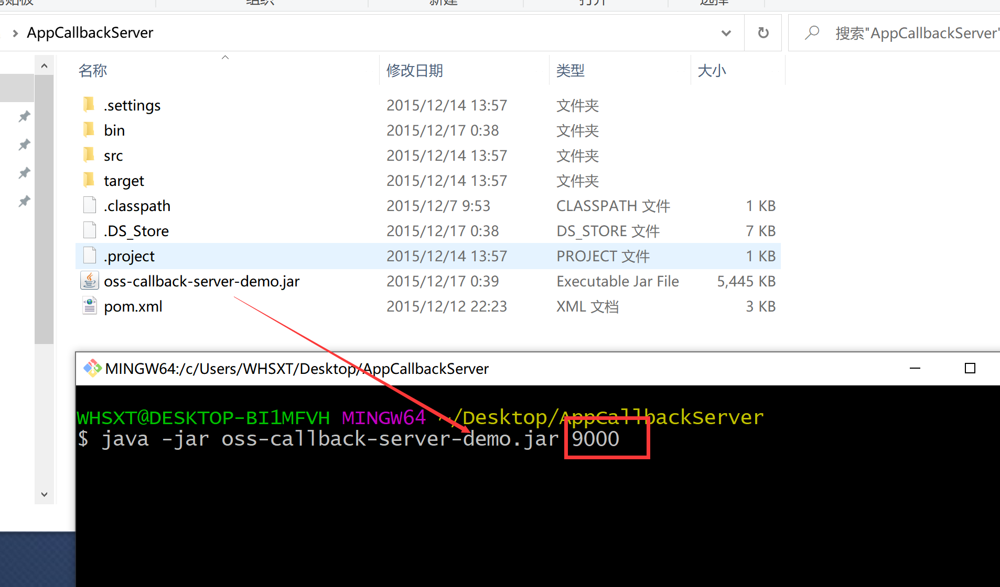 剪贴板 组织 新建 打开 选择
AppCallbackServer
搜索"AppCallbackServer"
名称 修改日期 类型 大小
.settings 2015/12/14 13:57 文件夹
bin 2015/12/17 0:38 文件夹
src 2015/12/14 13:57 文件夹
target 2015/12/14 13:57 文件夹
.classpath 2015/12/7 9:53 CLASSPATH 文件 1 KB
.DS_Store 2015/12/17 0:38 DS_STORE 文件 7 KB
.project 2015/12/14 13:57 PROJECT 文件 1 KB
oss-callback-server-demo.jar 2015/12/17 0:39 Executable Jar File 5,445 KB
pom.xml 2015/12/12 22:23 XML 文档 3 KB
MINGW64:/c/Users/WHSXT/Desktop/AppCallbackServer
WHSXT@DESKTOP-BI1MFVH MINGW64 ~/Desktop/AppCallbackServer
$ java -jar oss-callback-server-demo.jar 9000